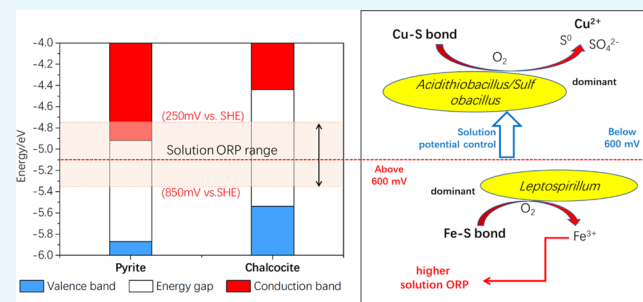 Energy/eV
-4.0
-4.2
-4.4
-4.6
-4.8
-5.0
-5.2
-5.4
-5.6
-5.8
-6.0
(250mV vs. SHE)
Solution ORP range
(850mV vs.SHE)
Pyrite
Chalcocite
Valence band
Energy gap
Conduction band
Cu-S bond
O2
S⁰
Cu²⁺
SO₄²⁻
Acidithiobacillus/Sulf
obacillus
dominant
Solution
potential control
Below
600 mV
Above
600 mV
dominant
Leptospirillum
O₂
Fe-S bond
Fe³⁺
higher
solution ORP